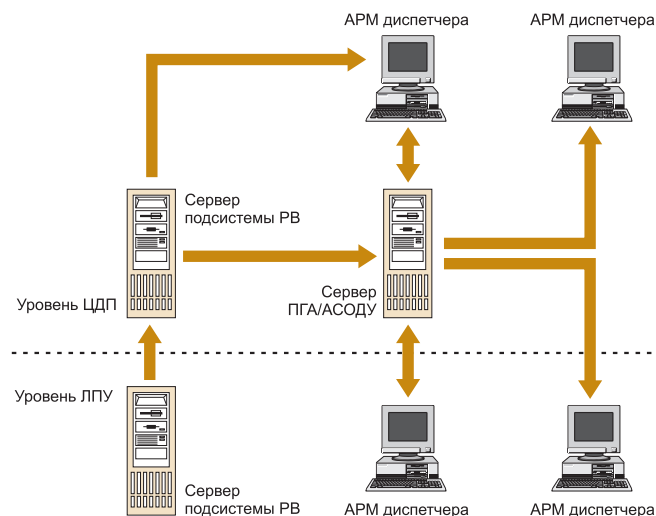 АРМ диспетчера
АРМ диспетчера
Сервер
подсистемы РВ
Уровень ЦДП
Сервер
ПГА/АСОДУ
Уровень ЛПУ
Сервер
подсистемы РВ
АРМ диспетчера
АРМ диспетчера